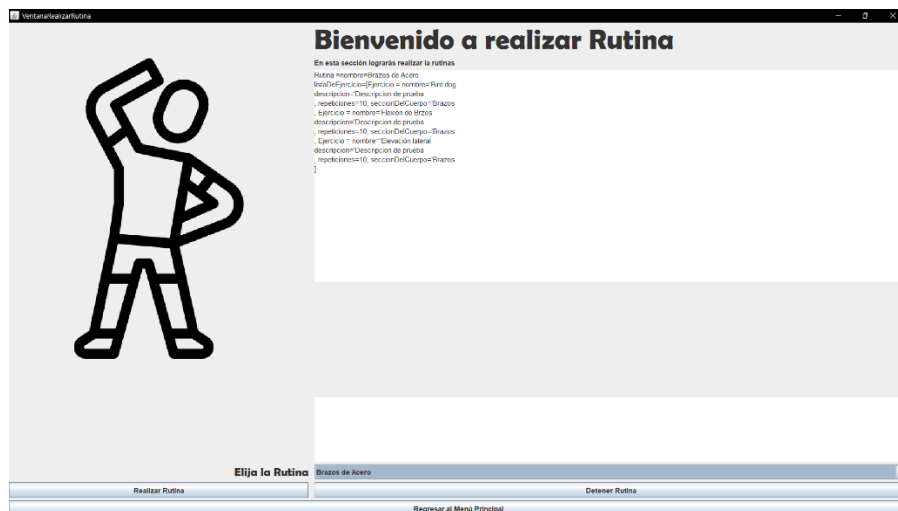 VentanaRealizarRutina
Bienvenido a realizar Rutina
En esta sección lograrás realizar la rutinas
Rutina =nombre=Brazos de Acero
listaDeEjercicio=[Ejercicio = nombre='Bird dog
descripcion='Descripcion de prueba
, repeticiones=10, seccionDelCuerpo='Brazos
, Ejercicio = nombre='Flexión de Brzos
descripcion='Descripcion de prueba
, repeticiones=10, seccionDelCuerpo='Brazos
, Ejercicio = nombre='Elevación lateral
descripcion='Descripcion de prueba
, repeticiones=10, seccionDelCuerpo='Brazos
]
Elija la Rutina
Brazos de Acero
Realizar Rutina
Detener Rutina
Regresar al Menú Principal